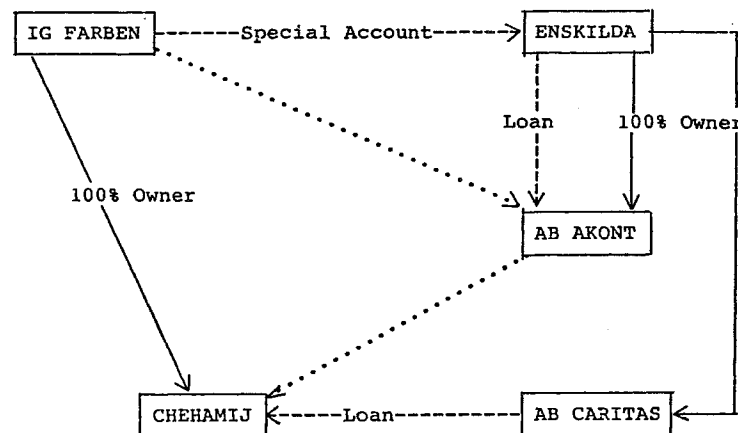 IG FARBEN
Special Account
ENSKILDA
Loan
100% Owner
100% Owner
AB AKONT
CHEHAMIJ
Loan
AB CARITAS